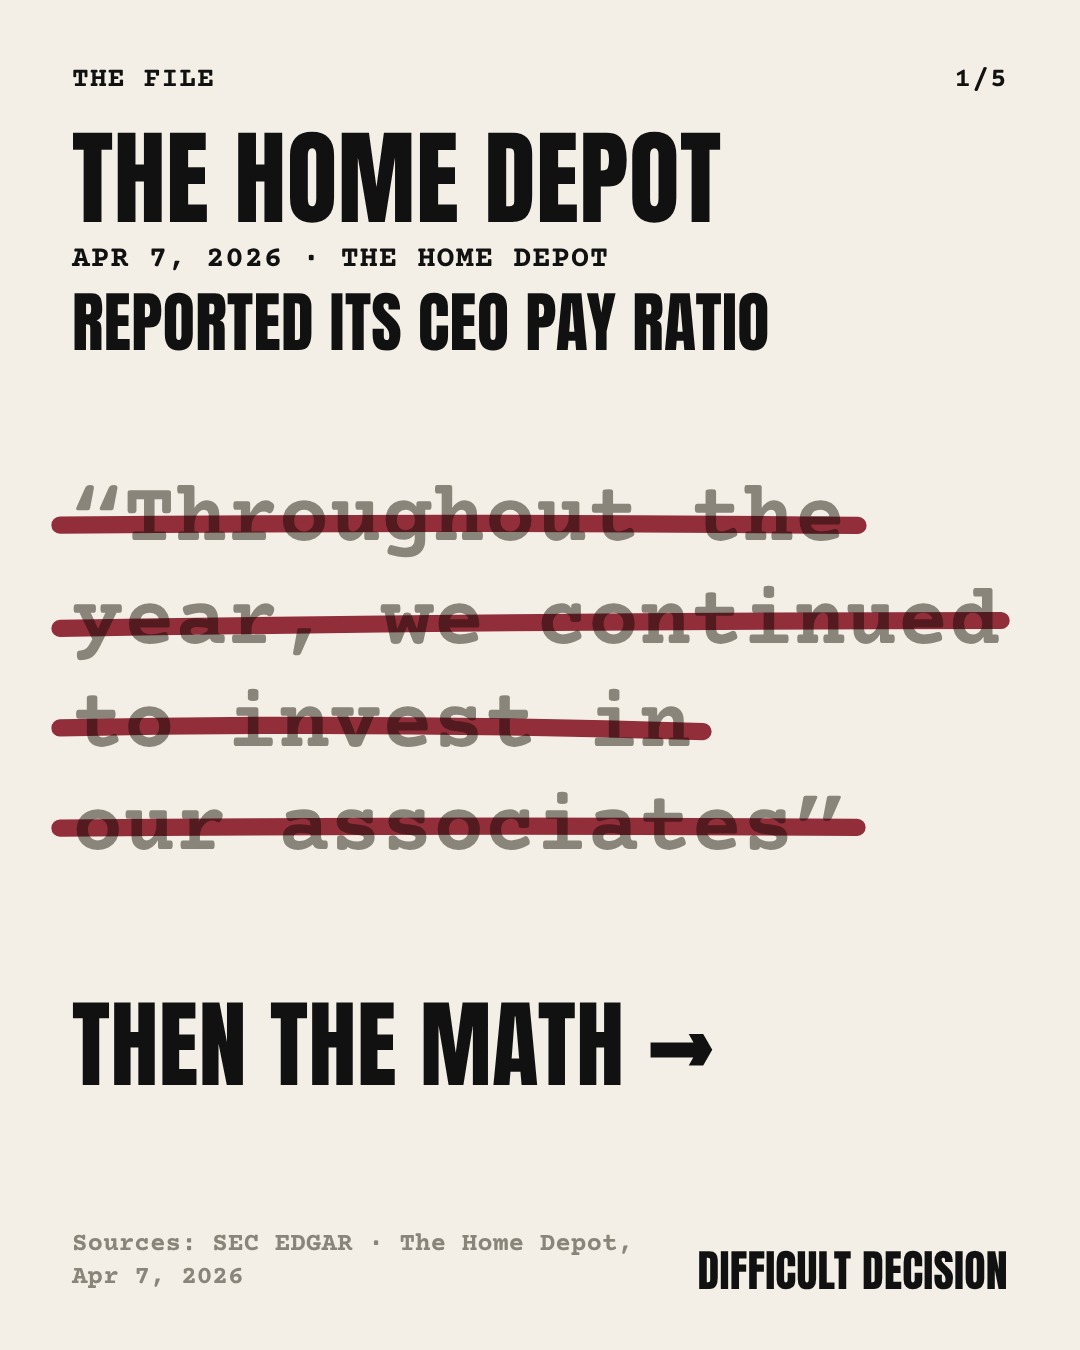 THE FILE
1/5
THE HOME DEPOT
APR 7, 2026 · THE HOME DEPOT
REPORTED ITS CEO PAY RATIO
“Throughout the
year, we continued
to invest in
our associates”
THEN THE MATH →
Sources: SEC EDGAR · The Home Depot,
Apr 7, 2026
DIFFICULT DECISION